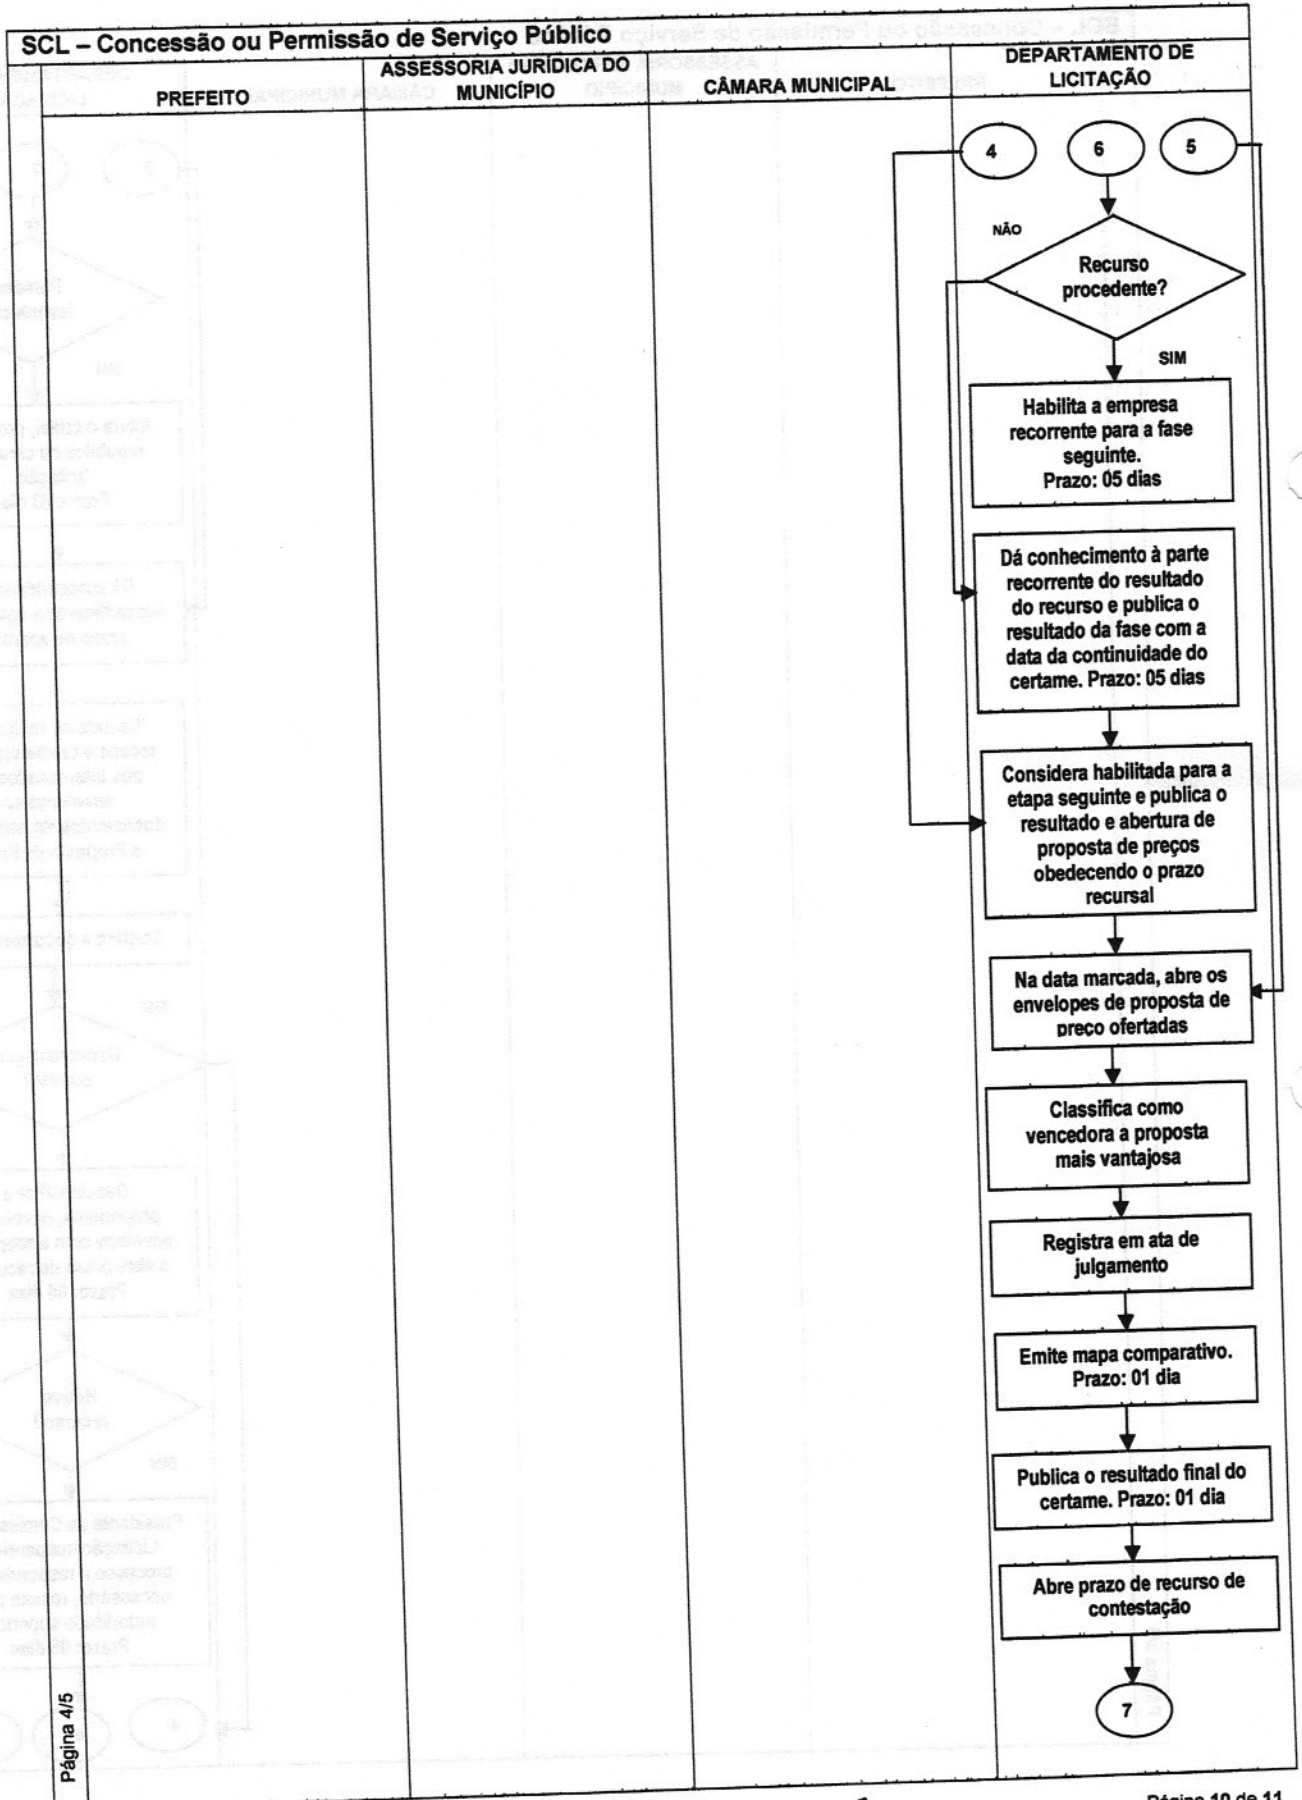 SCL – Concessão ou Permissão de Serviço Público
PREFEITO
ASSESSORIA JURÍDICA DO
MUNICÍPIO
CÂMARA MUNICIPAL
DEPARTAMENTO DE
LICITAÇÃO
4
6
5
NÃO
Recurso
procedente?
SIM
Habilita a empresa
recorrente para a fase
seguinte.
Prazo: 05 dias
Dá conhecimento à parte
recorrente do resultado
do recurso e publica o
resultado da fase com a
data da continuidade do
certame. Prazo: 05 dias
Considera habilitada para a
etapa seguinte e publica o
resultado e abertura de
proposta de preços
obedecendo o prazo
recursal
Na data marcada, abre os
envelopes de proposta de
preço ofertadas
Classifica como
vencedora a proposta
mais vantajosa
Registra em ata de
julgamento
Emite mapa comparativo.
Prazo: 01 dia
Publica o resultado final do
certame. Prazo: 01 dia
Abre prazo de recurso de
contestação
7
Página 4/5
Página 10 de 11